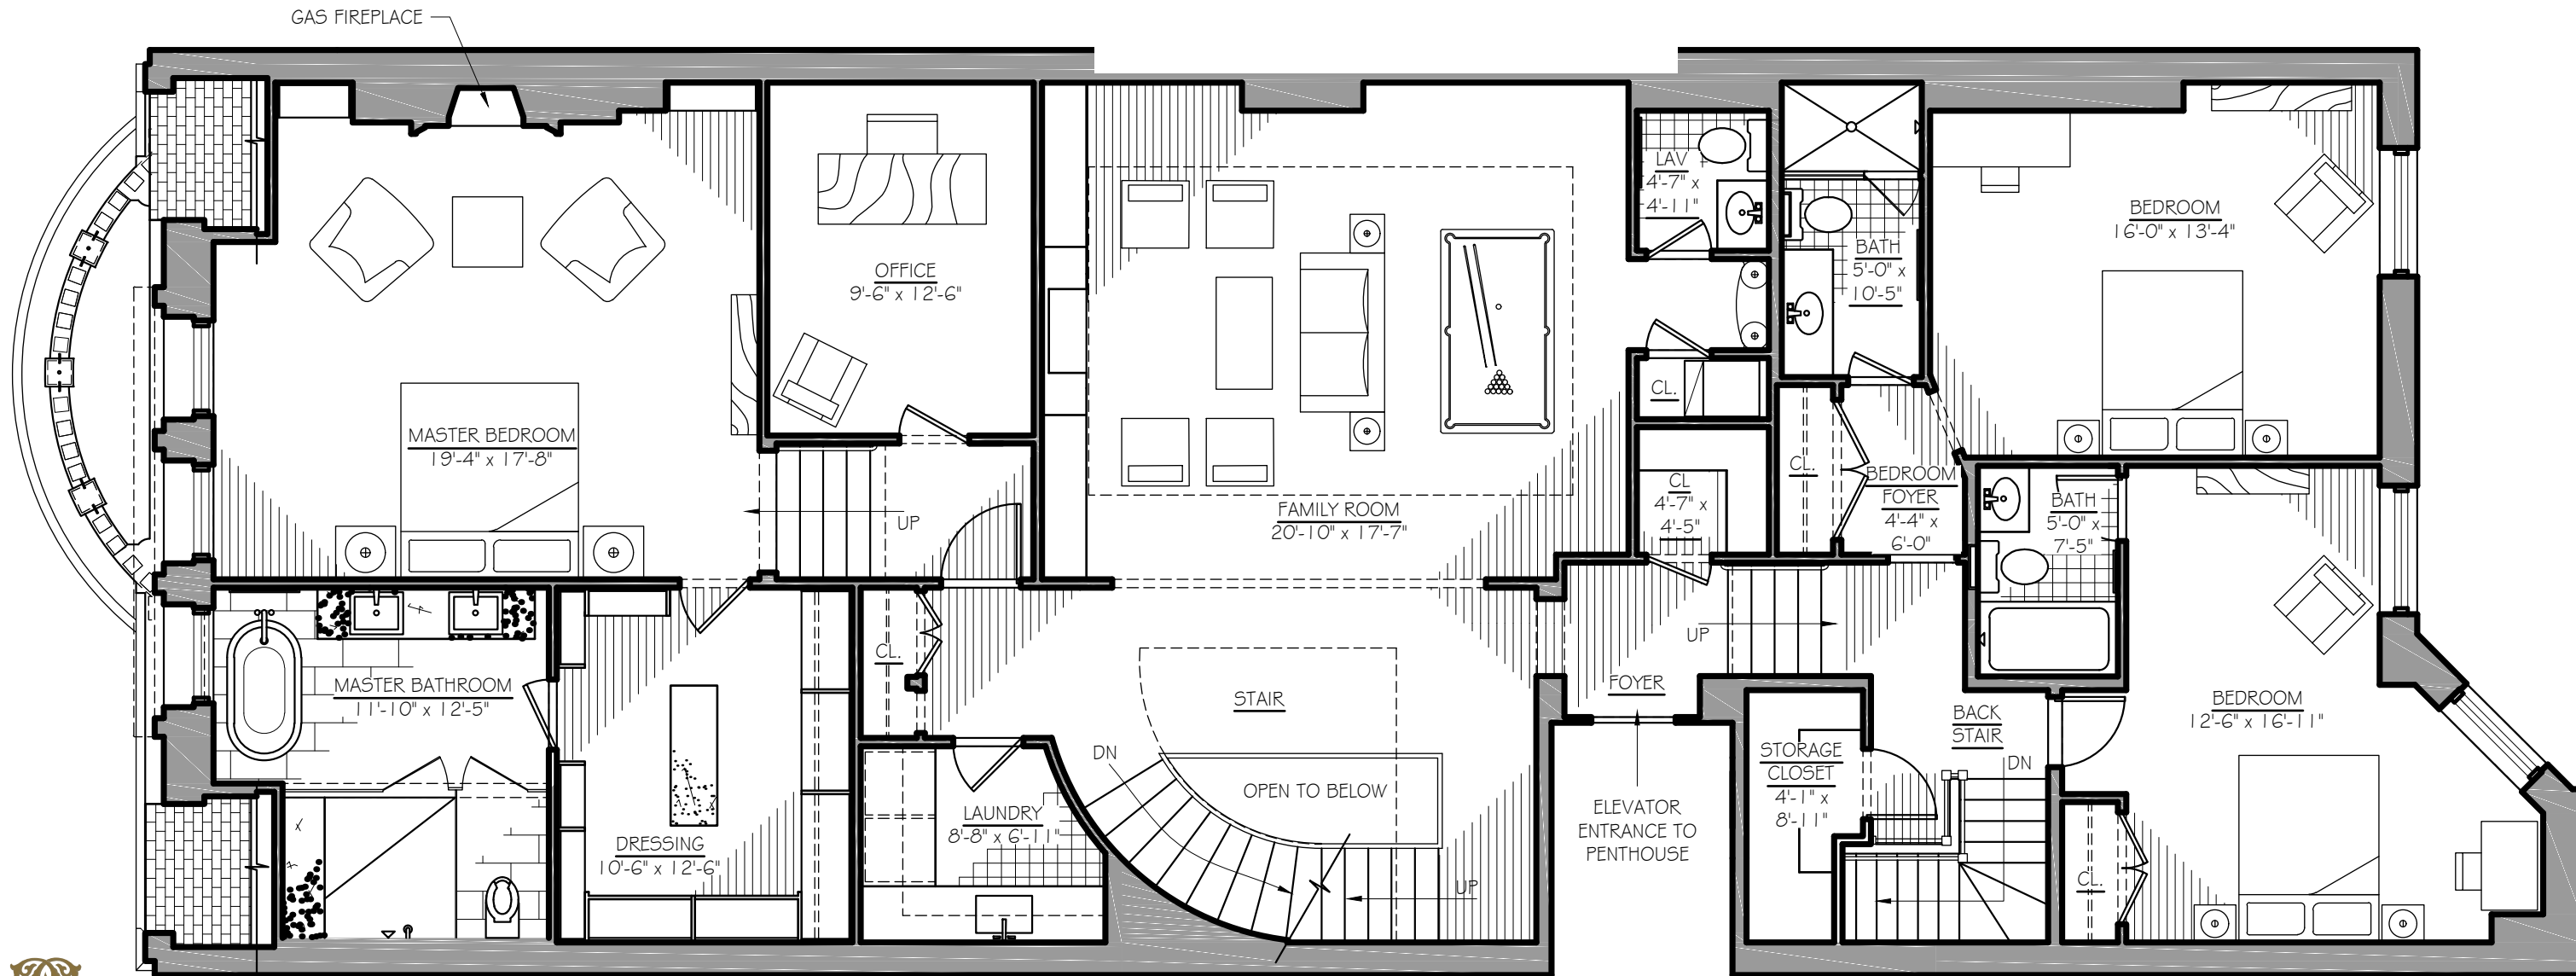 GAS FIREPLACE
MASTER BEDROOM
19'-4" x 17'-8"
OFFICE
9'-6" x 12'-6"
UP
FAMILY ROOM
20'-10" x 17'-7"
LAV
4'-7" x
4'-11"
CL.
CL
4'-7" x
4'-5"
BATH
5'-0" x
10'-5"
CL.
BEDROOM
FOYER
4'-4" x
6'-0"
BEDROOM
16'-0" x 13'-4"
BATH
5'-0" x
7'-5"
MASTER BATHROOM
11'-10" x 12'-5"
DRESSING
10'-6" x 12'-6"
CL.
LAUNDRY
8'-8" x 6'-11"
STAIR
DN
OPEN TO BELOW
UP
FOYER
UP
ELEVATOR
ENTRANCE TO
PENTHOUSE
STORAGE
CLOSET
4'-1" x
8'-11"
BACK
STAIR
DN
BEDROOM
12'-6" x 16'-11"
CL.